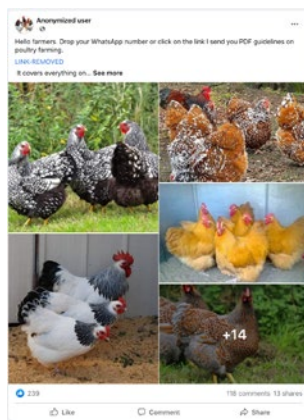 Anonymized user
Hello farmers. Drop your WhatsApp number or click on the link I send you PDF guidelines on
poultry farming.
LINK-REMOVED
It covers everything on... See more
+14
239
118 comments 13 shares
Like Comment Share